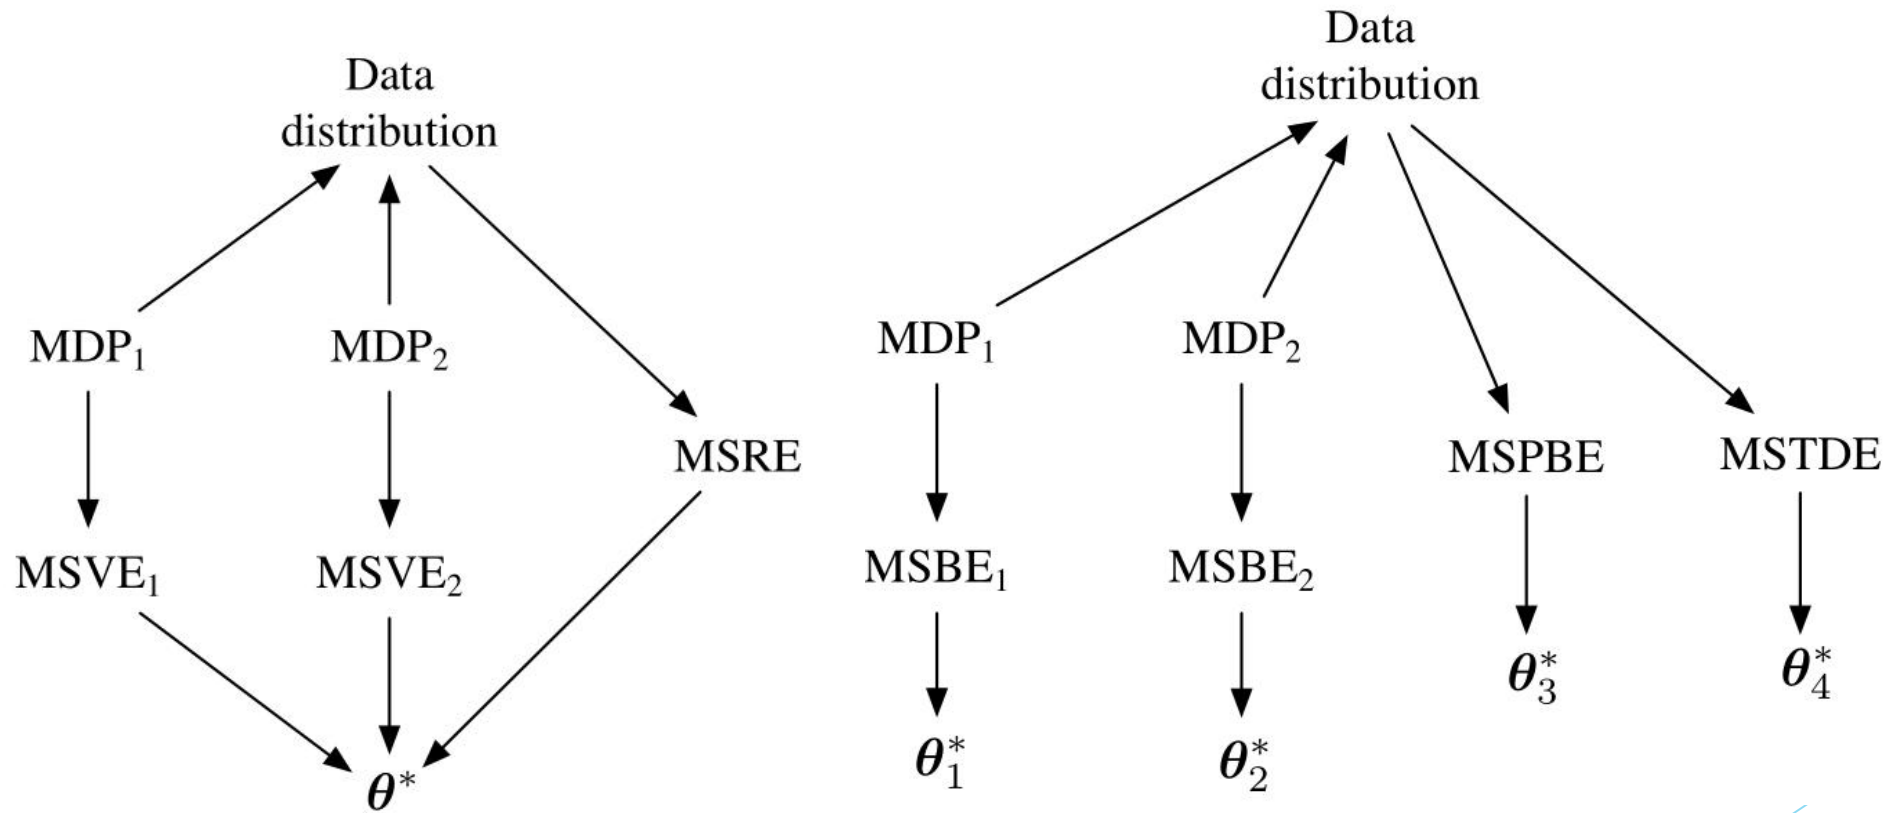 Data
distribution
MDP₁
MDP₂
MSRE
MSVE₁
MSVE₂
θ*
Data
distribution
MDP₁
MDP₂
MSPBE
MSTDE
MSBE₁
MSBE₂
θ₃*
θ₄*
θ₁*
θ₂*